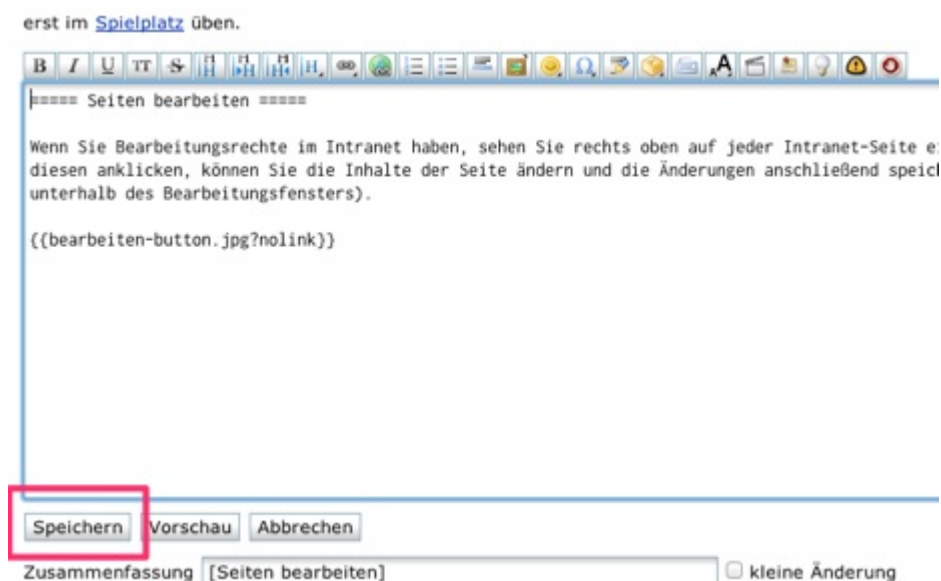 erst im Spielplatz üben.
B I U TT S
===== Seiten bearbeiten =====
Wenn Sie Bearbeitungsrechte im Intranet haben, sehen Sie rechts oben auf jeder Intranet-Seite
diesen anklicken, können Sie die Inhalte der Seite ändern und die Änderungen anschließend
unterhalb des Bearbeitungsfensters).
{{bearbeiten-button.jpg?nolink}}
Speichern Vorschau Abbrechen
Zusammenfassung [Seiten bearbeiten] kleine Änderung